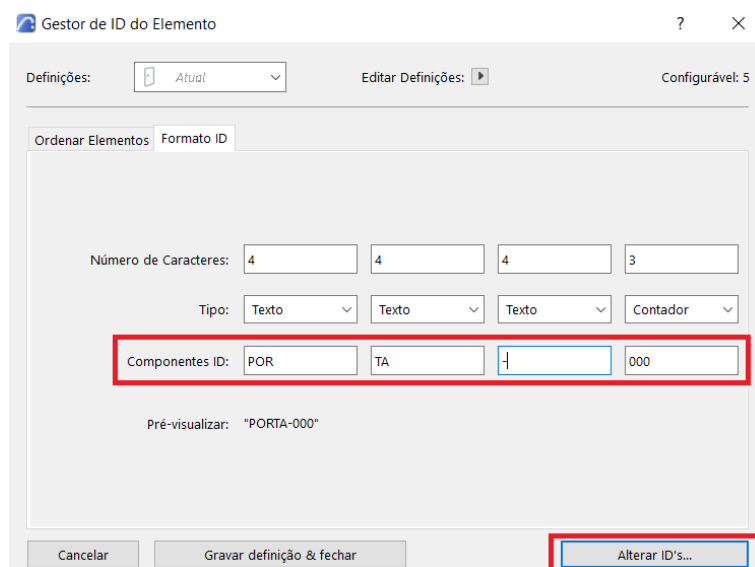 Gestor de ID do Elemento ? ×
Definições: Atual Editar Definições: Configurável: 5
Ordenar Elementos Formato ID
Número de Caracteres: 4 4 4 3
Tipo: Texto Texto Texto Contador
Componentes ID: POR TA - 000
Pré-visualizar: "PORTA-000"
Cancelar Gravar definição & fechar Alterar ID's...